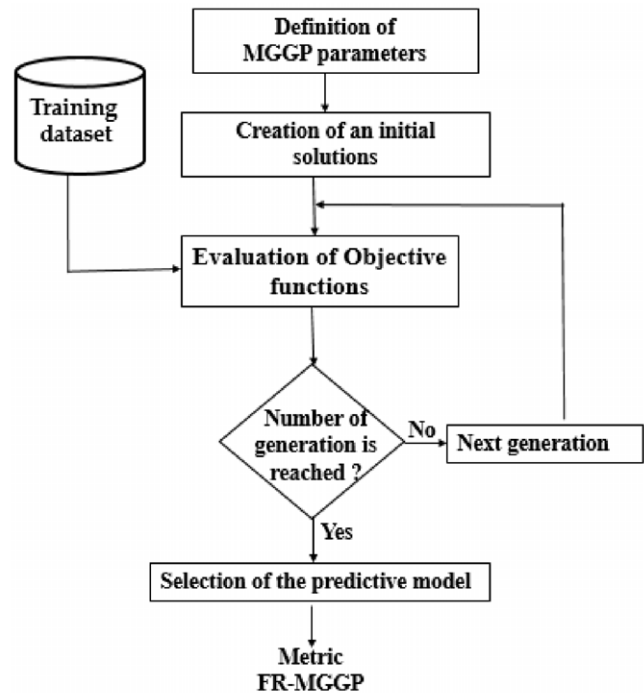 Definition of
MGGP parameters
Training
dataset
Creation of an initial
solutions
Evaluation of Objective
functions
Number of
generation is
reached ?
No
Next generation
Yes
Selection of the predictive model
Metric
FR-MGGP